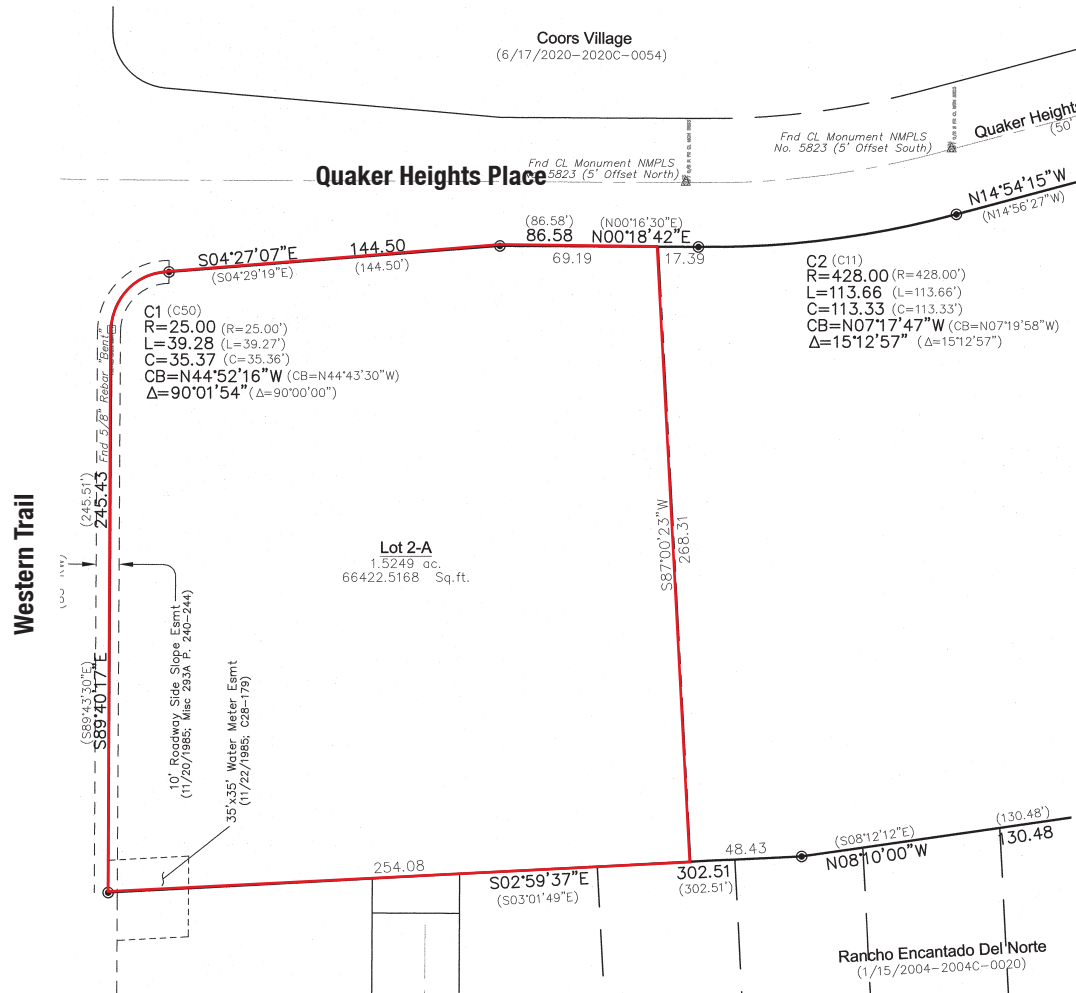 Coors Village
(6/17/2020-2020C-0054)
Quaker Heights
(50'
Fnd CL Monument NMPLS
No. 5823 (5' Offset South)
Fnd CL Monument NMPLS
5823 (5' Offset North)
Quaker Heights Place
N14°54'15"W
(N14°56'27"W)
(86.58')
86.58
(N00°16'30"E)
N00°18'42"E
69.19
17.39
S04°27'07"E
144.50
(S04°29'19"E)
(144.50')
C1 (C50)
R=25.00 (R=25.00')
L=39.28 (L=39.27')
C=35.37 (C=35.36')
CB=N44°52'16"W (CB=N44°43'30"W)
Δ=90°01'54" (Δ=90°00'00")
C2 (C11)
R=428.00 (R=428.00')
L=113.66 (L=113.66')
C=113.33 (C=113.33')
CB=N07°17'47"W (CB=N07°19'58"W)
Δ=15°12'57" (Δ=15°12'57")
Fnd 5/8" Rebar "Bent"
245.43
(245.51')
S89°40'17"E
(S89°43'30"E)
Western Trail
Lot 2-A
1.5249 ac.
66422.5168 Sq.ft.
S87°00'23"W
268.31
10' Roadway Side Slope Esmt
(11/20/1985; Misc 293A P. 240-244)
35'x35' Water Meter Esmt
(11/22/1985; C28-179)
254.08
S02°59'37"E
(S03°01'49"E)
48.43
302.51
(302.51')
(S08°12'12"E)
N08°10'00"W
(130.48')
130.48
Rancho Encantado Del Norte
(1/15/2004-2004C-0020)